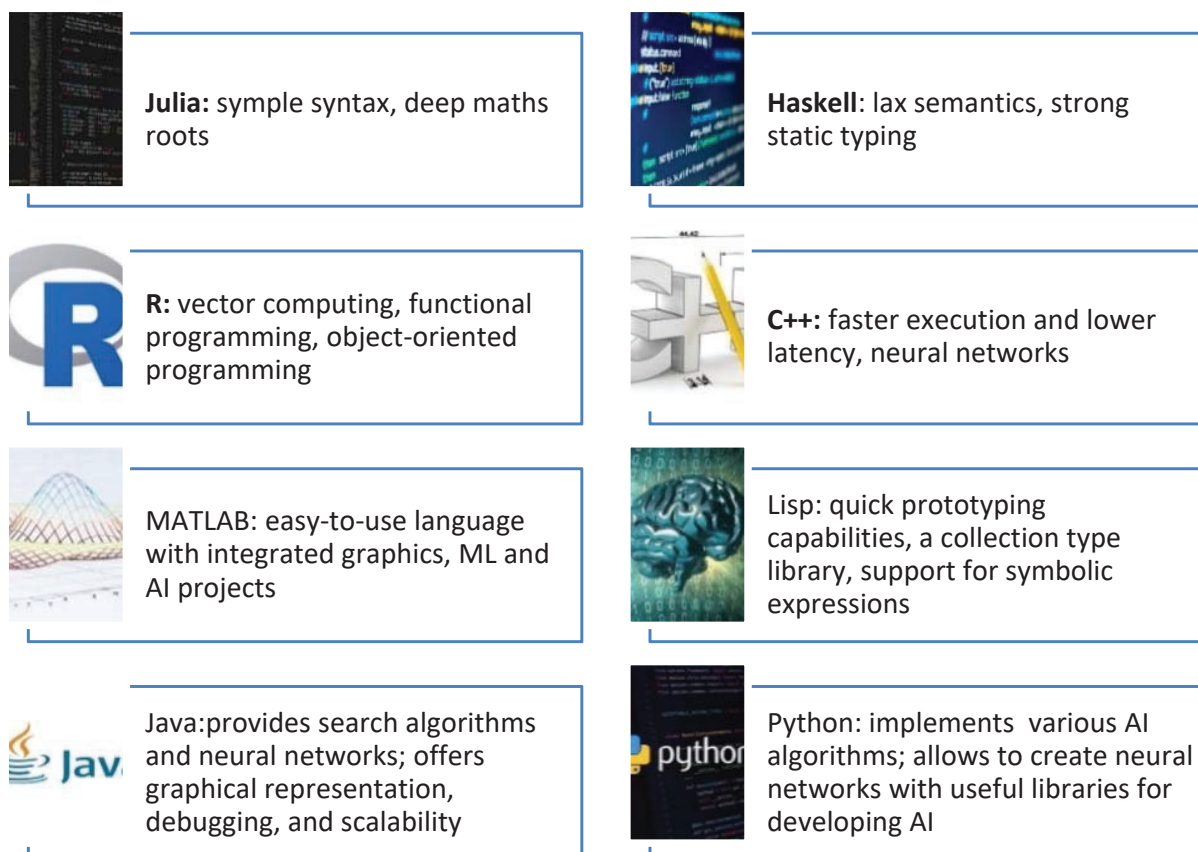 Julia: symple syntax, deep maths
roots
Haskell: lax semantics, strong
static typing
R
R: vector computing, functional
programming, object-oriented
programming
44,42
C++: faster execution and lower
latency, neural networks
MATLAB: easy-to-use language
with integrated graphics, ML and
AI projects
Lisp: quick prototyping
capabilities, a collection type
library, support for symbolic
expressions
Java:provides search algorithms
and neural networks; offers
graphical representation,
debugging, and scalability
python
Python: implements  various AI
algorithms; allows to create neural
networks with useful libraries for
developing AI